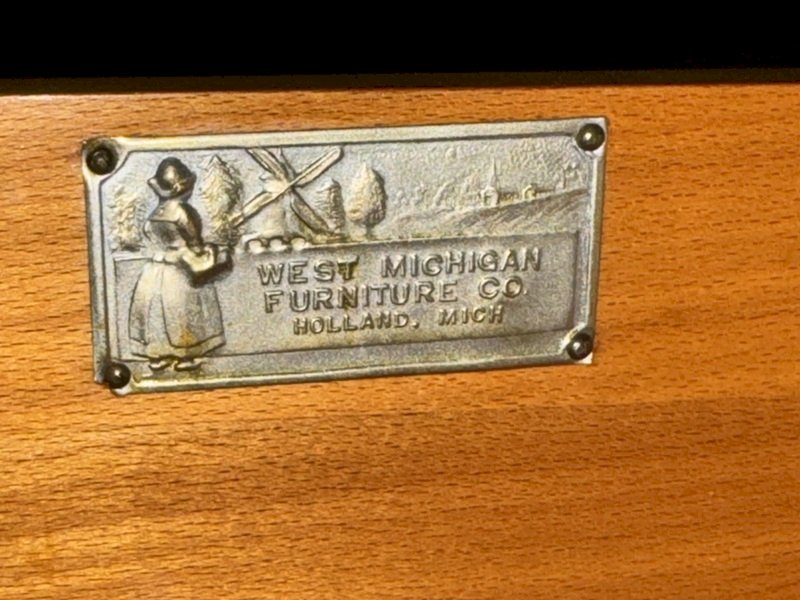 WEST MICHIGAN
FURNITURE CO.
HOLLAND, MICH